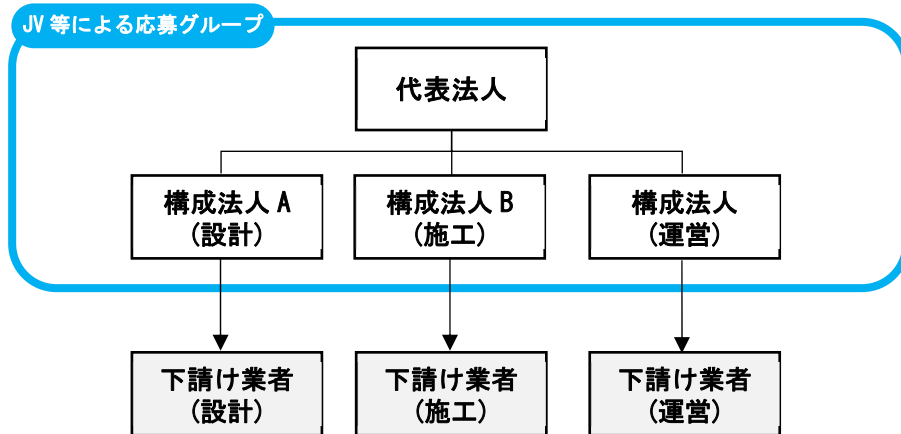 JV 等による応募グループ
代表法人
構成法人 A
(設計)
構成法人 B
(施工)
構成法人
(運営)
下請け業者
(設計)
下請け業者
(施工)
下請け業者
(運営)